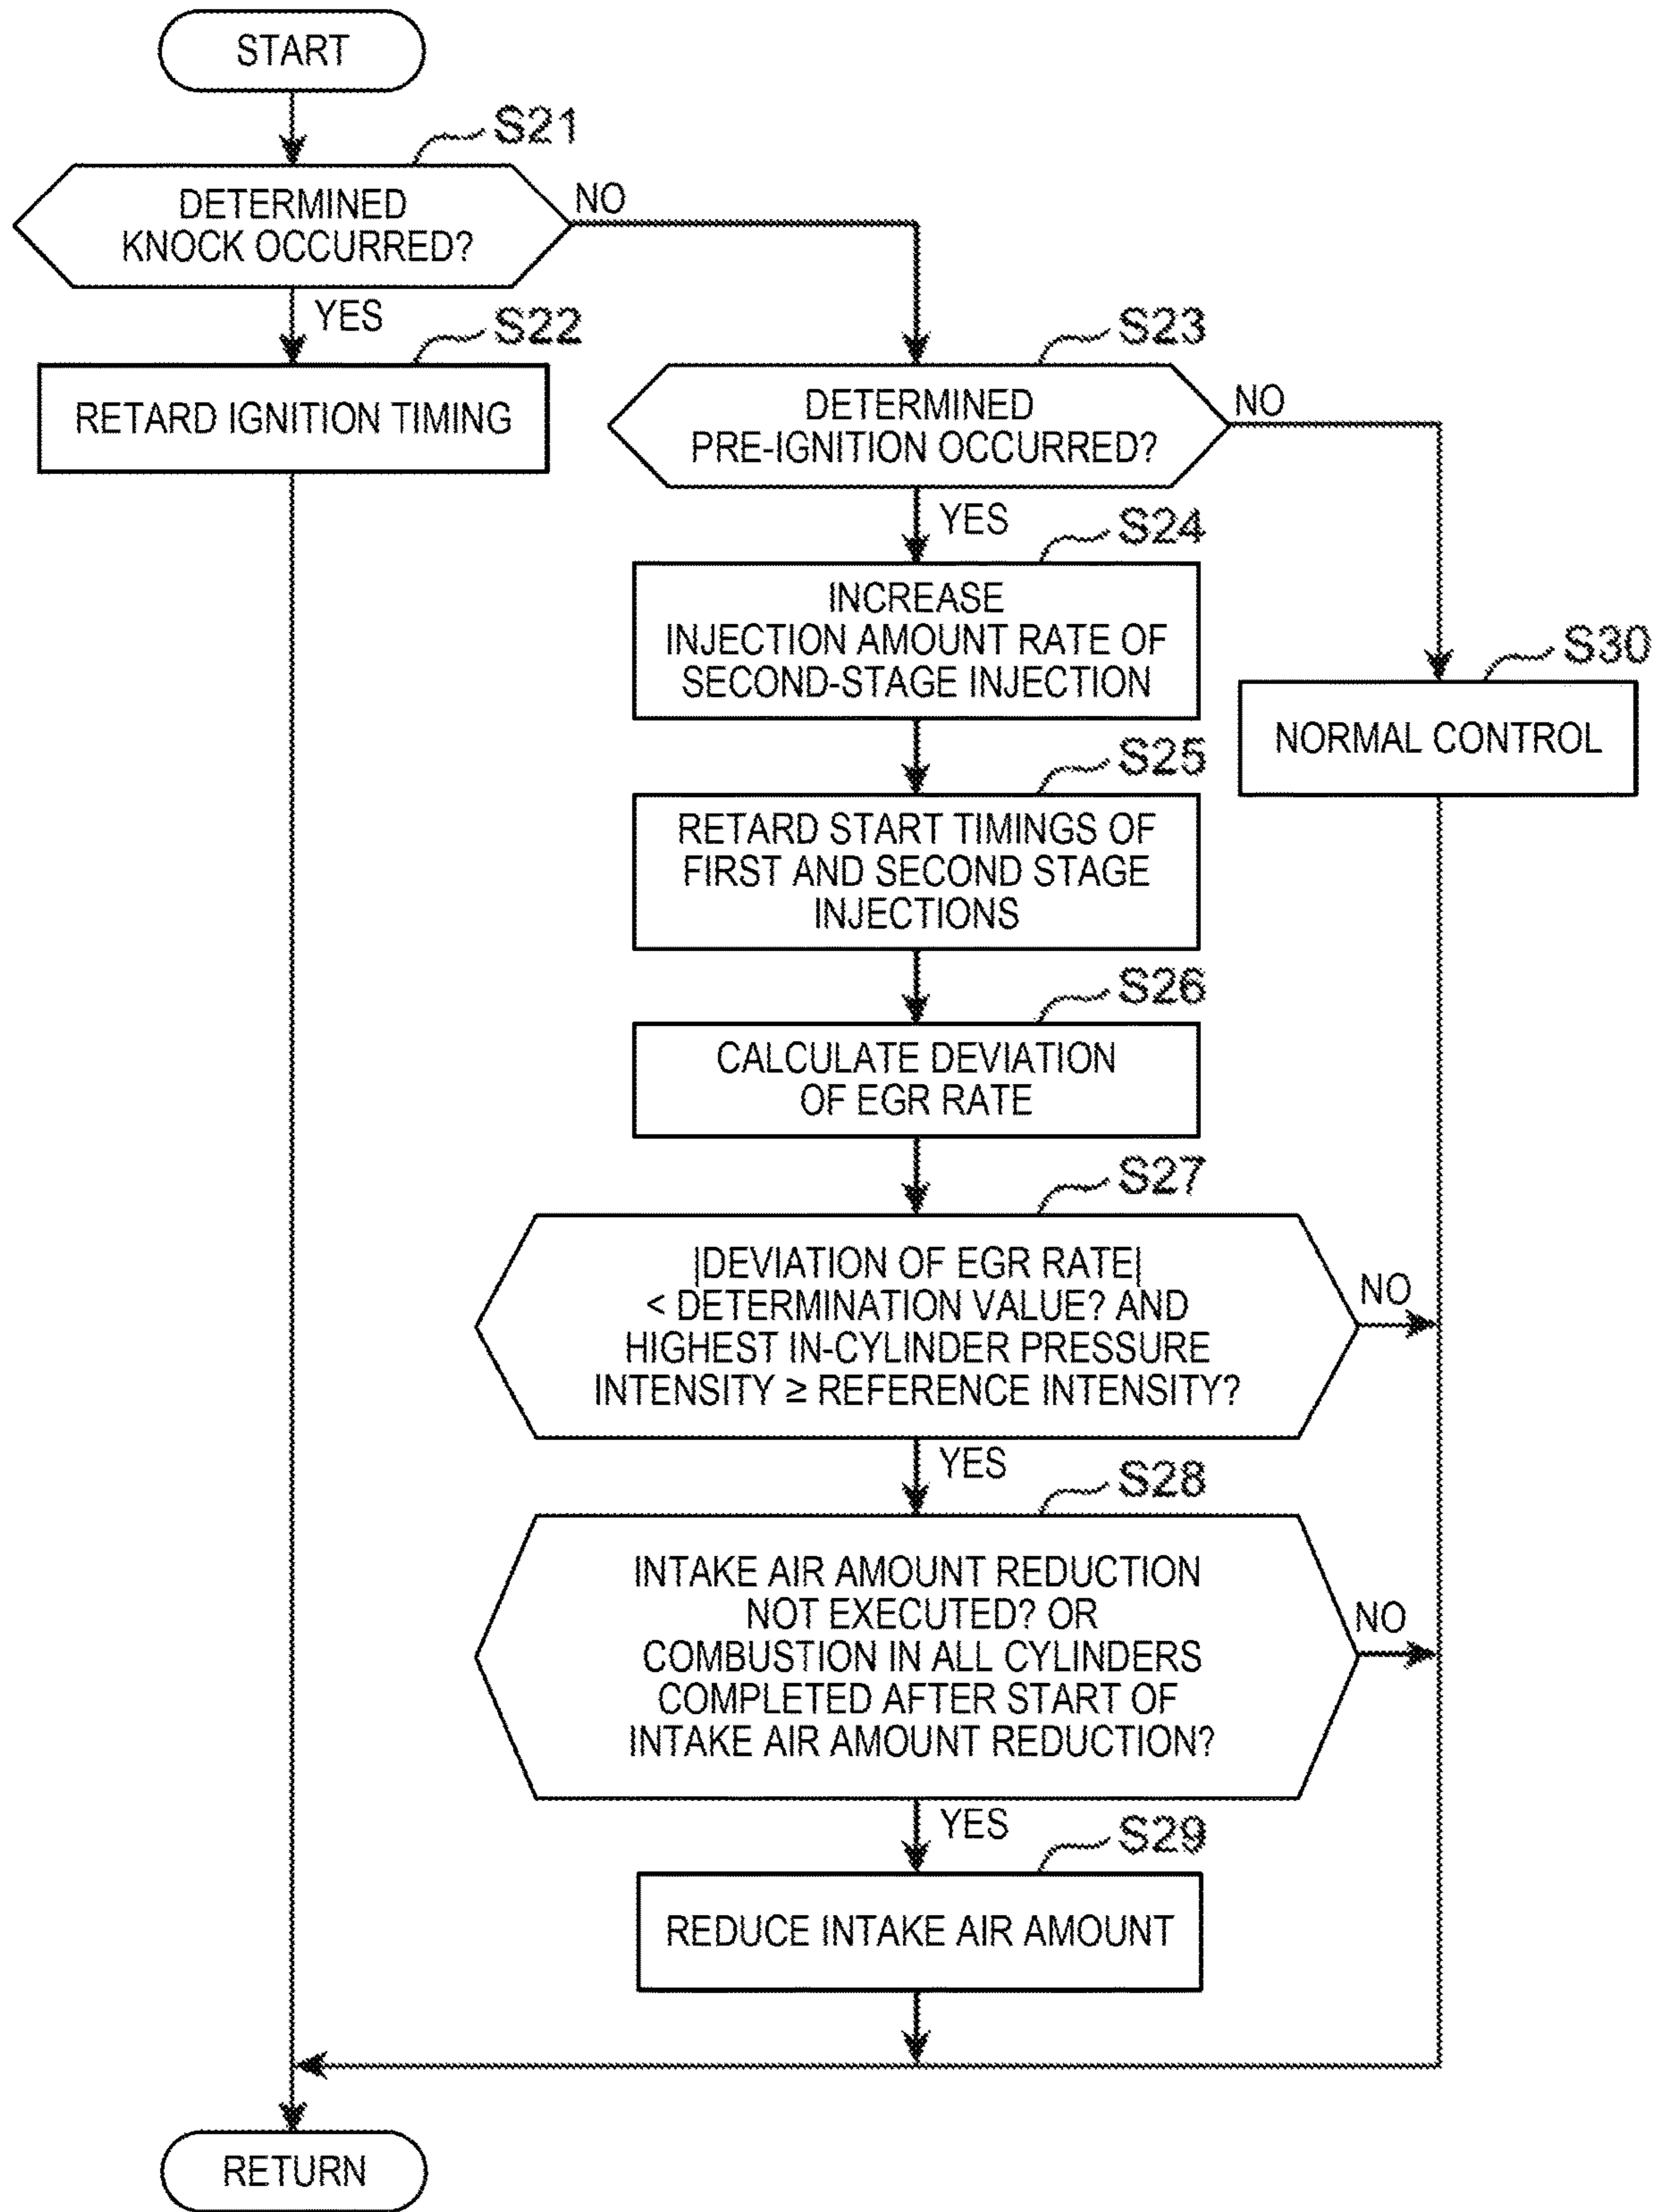 START
S21
DETERMINED
KNOCK OCCURRED?
NO
YES
S22
RETARD IGNITION TIMING
S23
DETERMINED
PRE-IGNITION OCCURRED?
NO
YES
S24
INCREASE
INJECTION AMOUNT RATE OF
SECOND-STAGE INJECTION
S30
NORMAL CONTROL
S25
RETARD START TIMINGS OF
FIRST AND SECOND STAGE
INJECTIONS
S26
CALCULATE DEVIATION
OF EGR RATE
S27
|DEVIATION OF EGR RATE|
< DETERMINATION VALUE? AND
HIGHEST IN-CYLINDER PRESSURE
INTENSITY ≥ REFERENCE INTENSITY?
NO
YES
S28
INTAKE AIR AMOUNT REDUCTION
NOT EXECUTED? OR
COMBUSTION IN ALL CYLINDERS
COMPLETED AFTER START OF
INTAKE AIR AMOUNT REDUCTION?
NO
YES
S29
REDUCE INTAKE AIR AMOUNT
RETURN